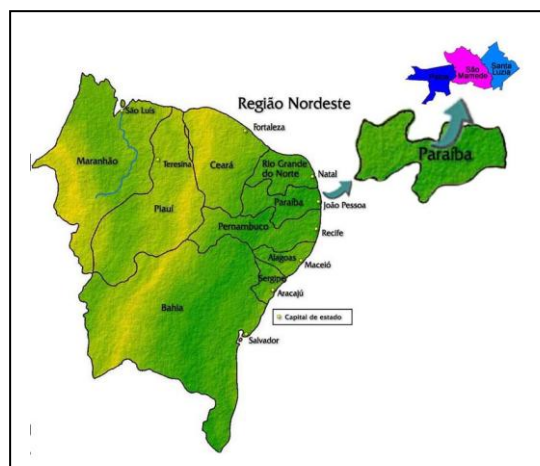 Santa
Luzia
São
Mamede
Região Nordeste
São Luís
Fortaleza
Maranhão
Teresina
Ceará
Rio Grande
do Norte
Natal
Paraíba
Paraíba
João Pessoa
Piauí
Pernambuco
Recife
Alagoas
Maceió
Sergipe
Aracajú
Bahia
Capital de estado
Salvador